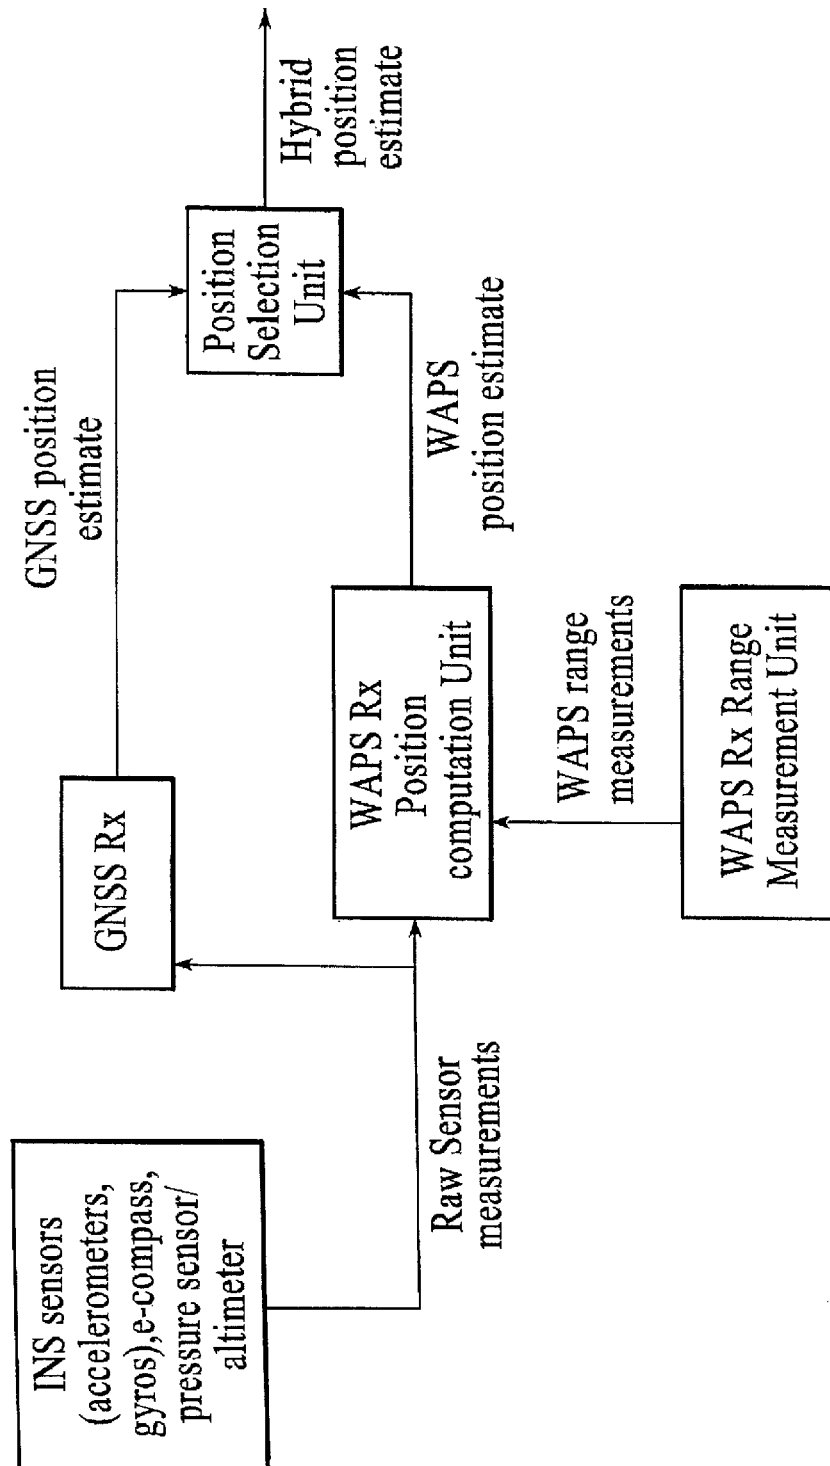 INS sensors
(accelerometers,
gyros),e-compass,
pressure sensor/
altimeter
Raw Sensor
measurements
GNSS Rx
GNSS position
estimate
WAPS Rx
Position
computation Unit
WAPS range
measurements
WAPS Rx Range
Measurement Unit
WAPS
position estimate
Position
Selection
Unit
Hybrid
position
estimate